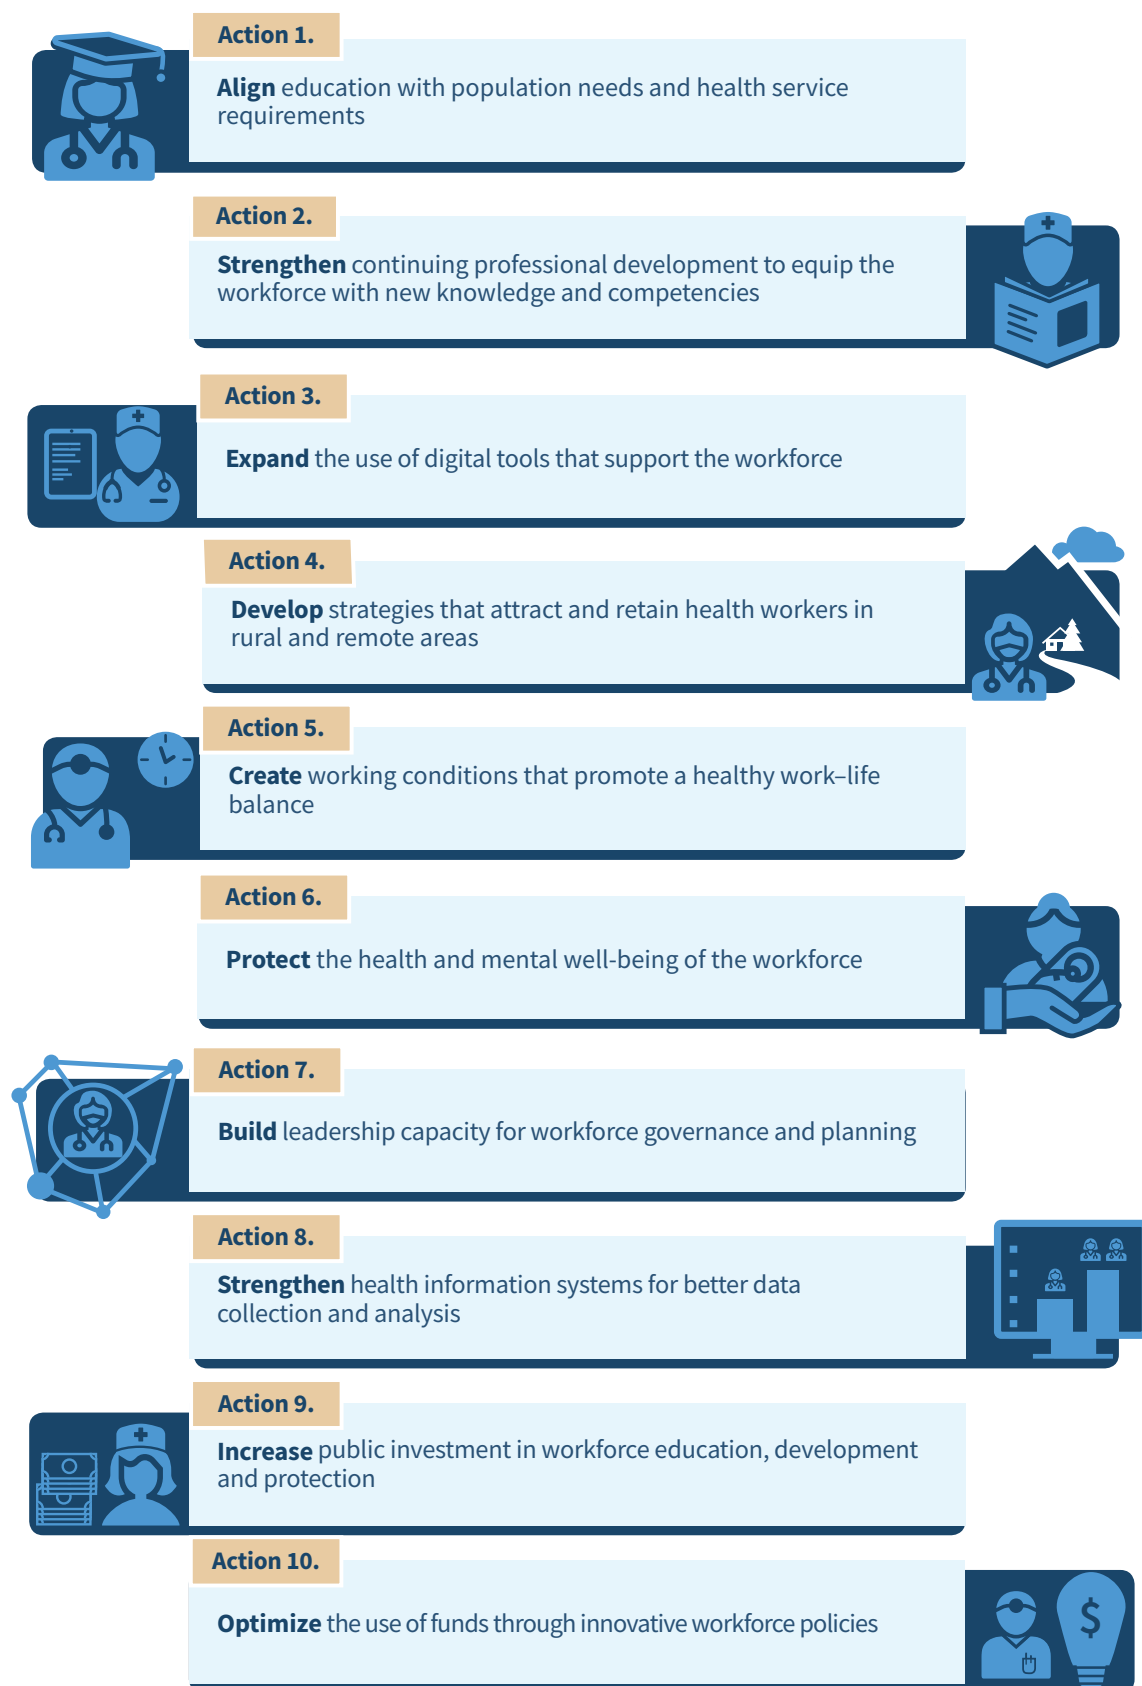 Action 1.
Align education with population needs and health service
requirements
Action 2.
Strengthen continuing professional development to equip the
workforce with new knowledge and competencies
Action 3.
Expand the use of digital tools that support the workforce
Action 4.
Develop strategies that attract and retain health workers in
rural and remote areas
Action 5.
Create working conditions that promote a healthy work–life
balance
Action 6.
Protect the health and mental well-being of the workforce
Action 7.
Build leadership capacity for workforce governance and planning
Action 8.
Strengthen health information systems for better data
collection and analysis
Action 9.
Increase public investment in workforce education, development
and protection
Action 10.
Optimize the use of funds through innovative workforce policies
$